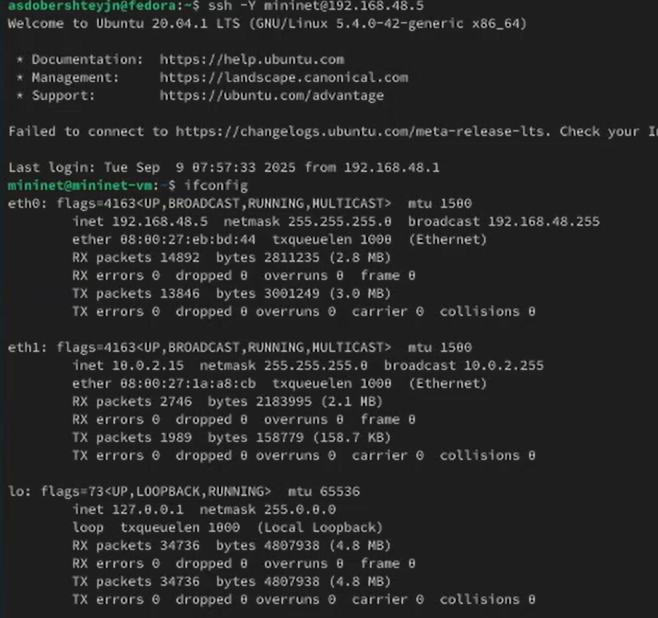 asdobershteyjn@fedora:~$ ssh -Y mininet@192.168.48.5
Welcome to Ubuntu 20.04.1 LTS (GNU/Linux 5.4.0-42-generic x86_64)
* Documentation: https://help.ubuntu.com
* Management: https://landscape.canonical.com
* Support: https://ubuntu.com/advantage
Failed to connect to https://changelogs.ubuntu.com/meta-release-lts. Check your
Last login: Tue Sep 9 07:57:33 2025 from 192.168.48.1
mininet@mininet-vm:~$ ifconfig
eth0: flags=4163<UP,BROADCAST,RUNNING,MULTICAST> mtu 1500
inet 192.168.48.5 netmask 255.255.255.0 broadcast 192.168.48.255
ether 08:00:27:eb:bd:44 txqueuelen 1000 (Ethernet)
RX packets 14892 bytes 2811235 (2.8 MB)
RX errors 0 dropped 0 overruns 0 frame 0
TX packets 13846 bytes 3001249 (3.0 MB)
TX errors 0 dropped 0 overruns 0 carrier 0 collisions 0
eth1: flags=4163<UP,BROADCAST,RUNNING,MULTICAST> mtu 1500
inet 10.0.2.15 netmask 255.255.255.0 broadcast 10.0.2.255
ether 08:00:27:1a:a8:cb txqueuelen 1000 (Ethernet)
RX packets 2746 bytes 2183995 (2.1 MB)
RX errors 0 dropped 0 overruns 0 frame 0
TX packets 1989 bytes 158779 (158.7 KB)
TX errors 0 dropped 0 overruns 0 carrier 0 collisions 0
lo: flags=73<UP,LOOPBACK,RUNNING> mtu 65536
inet 127.0.0.1 netmask 255.0.0.0
loop txqueuelen 1000 (Local Loopback)
RX packets 34736 bytes 4807938 (4.8 MB)
RX errors 0 dropped 0 overruns 0 frame 0
TX packets 34736 bytes 4807938 (4.8 MB)
TX errors 0 dropped 0 overruns 0 carrier 0 collisions 0